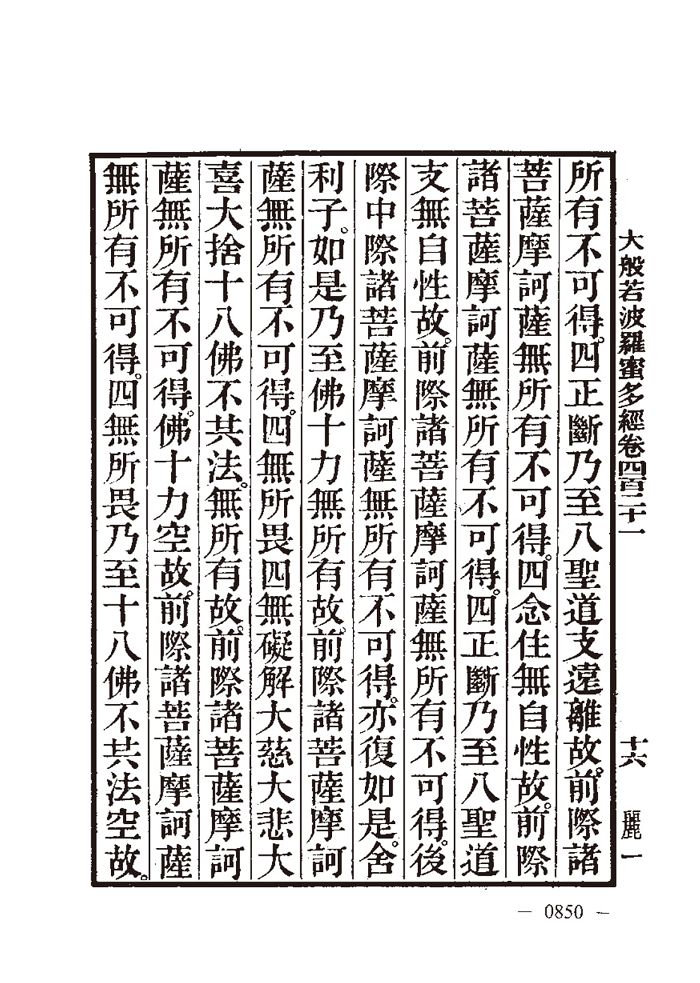 大般若波羅蜜多經卷四百二十一 十六 麗一
所有不可得。四正斷乃至八聖道支遠離故。前際諸
菩薩摩訶薩無所有不可得。四念住無自性故。前際
諸菩薩摩訶薩無所有不可得。四正斷乃至八聖道
支無自性故。前際諸菩薩摩訶薩無所有不可得。後
際中際諸菩薩摩訶薩無所有不可得。亦復如是。舍
利子。如是乃至佛十力無所有故。前際諸菩薩摩訶
薩無所有不可得。四無所畏四無礙解大慈大悲大
喜大捨十八佛不共法。無所有故。前際諸菩薩摩訶
薩無所有不可得。佛十力空故。前際諸菩薩摩訶薩
無所有不可得。四無所畏乃至十八佛不共法空故。
— 0850 —